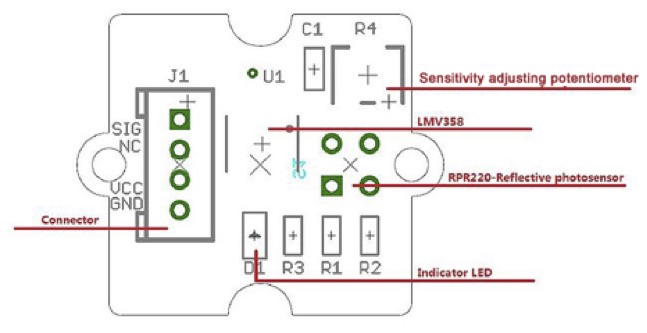 C1
R4
J1
U1
Sensitivity adjusting potentiometer
SIG
NC
LMV358
VCC
GND
RPR220-Reflective photosensor
Connector
D1
R3
R1
R2
Indicator LED